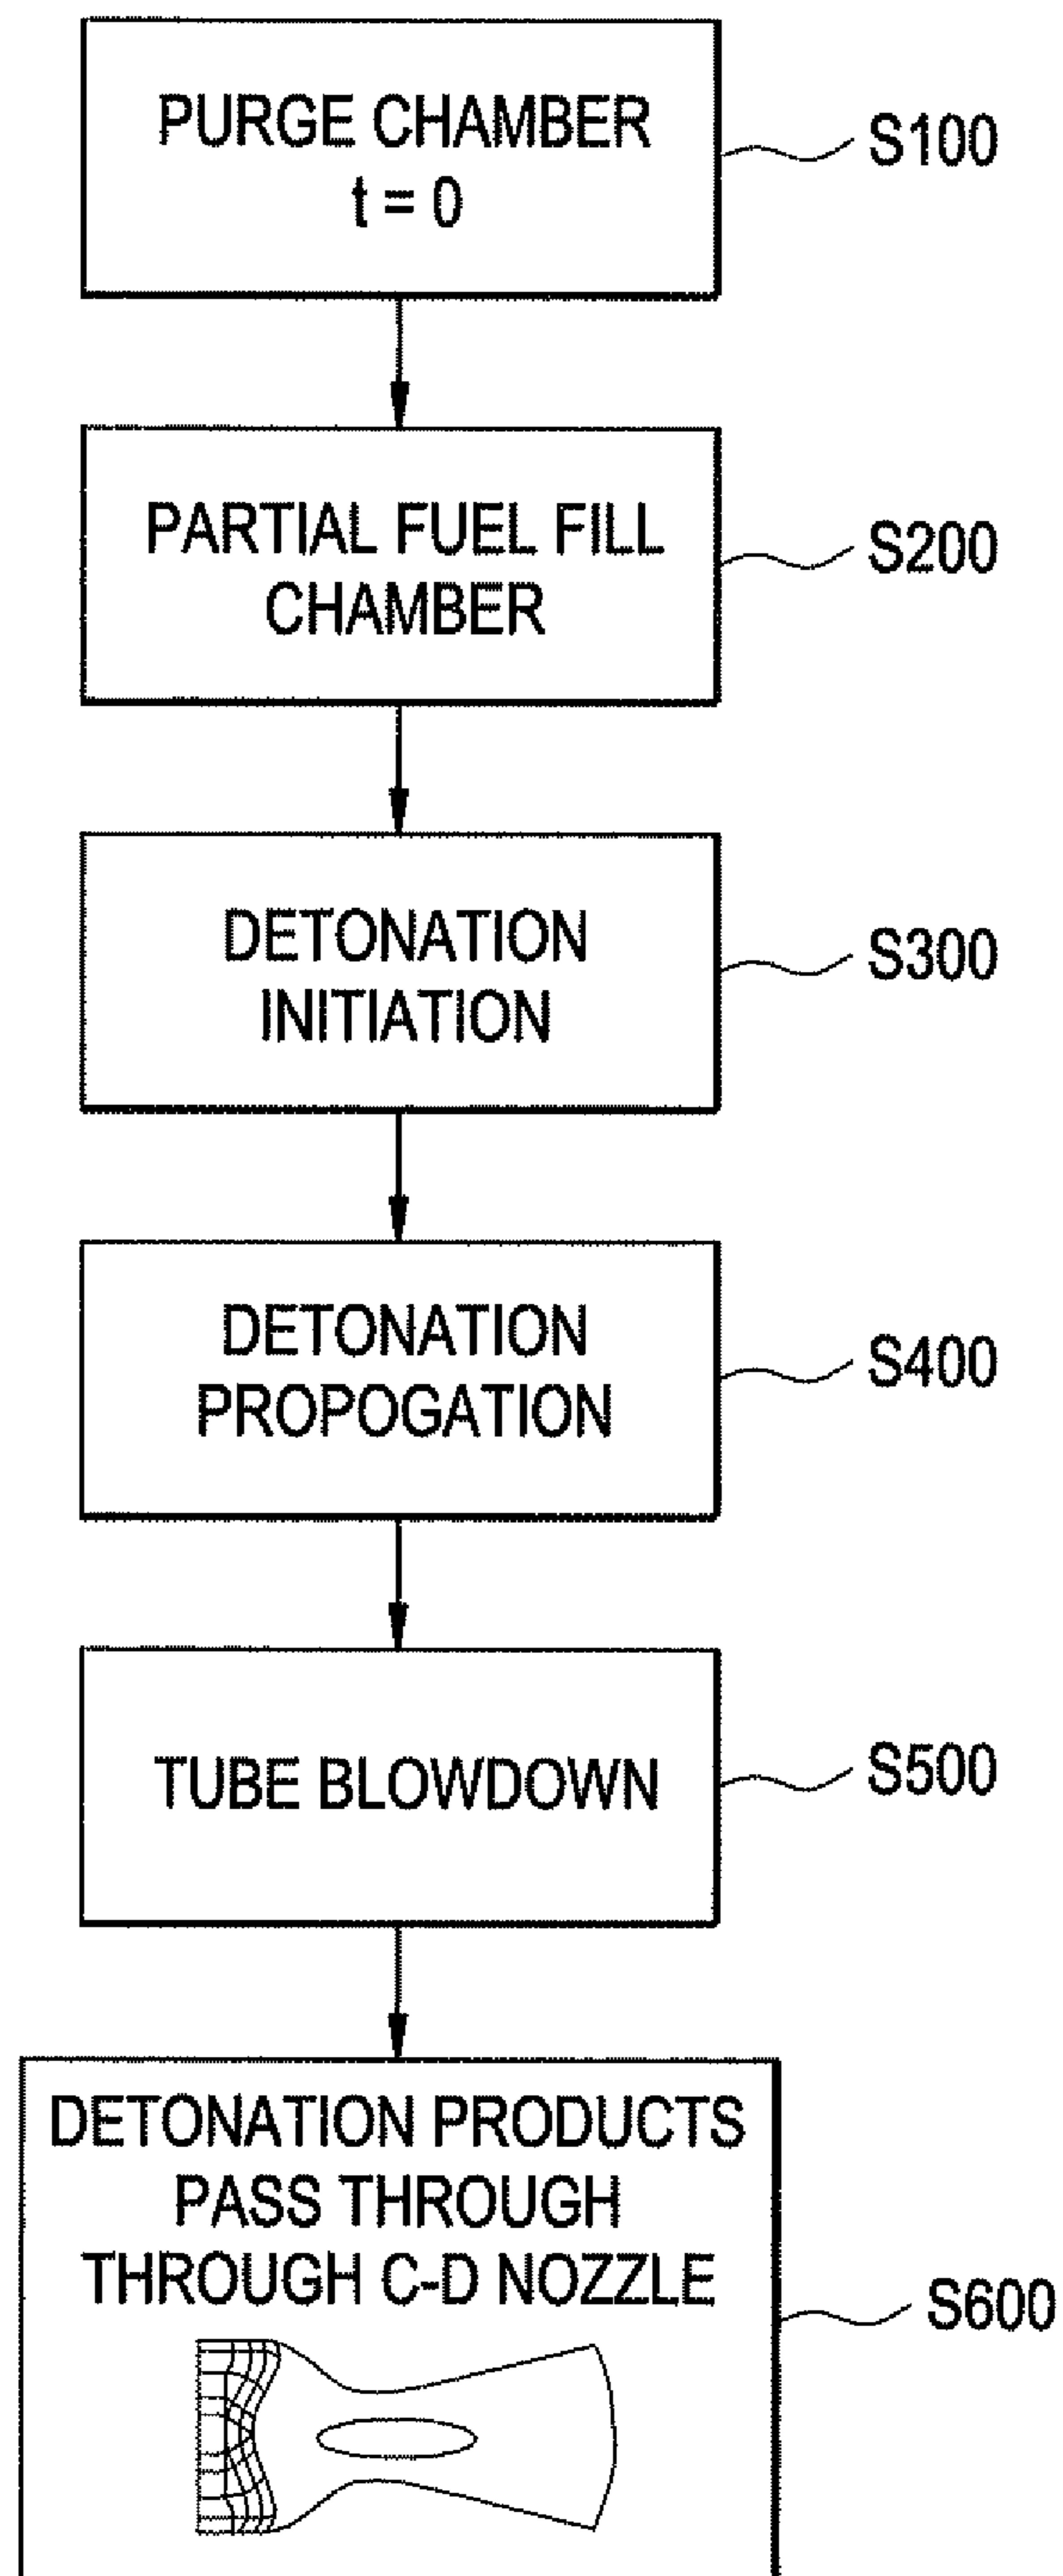 PURGE CHAMBER
t = 0
S100
PARTIAL FUEL FILL
CHAMBER
S200
DETONATION
INITIATION
S300
DETONATION
PROPOGATION
S400
TUBE BLOWDOWN
S500
DETONATION PRODUCTS
PASS THROUGH
THROUGH C-D NOZZLE
S600